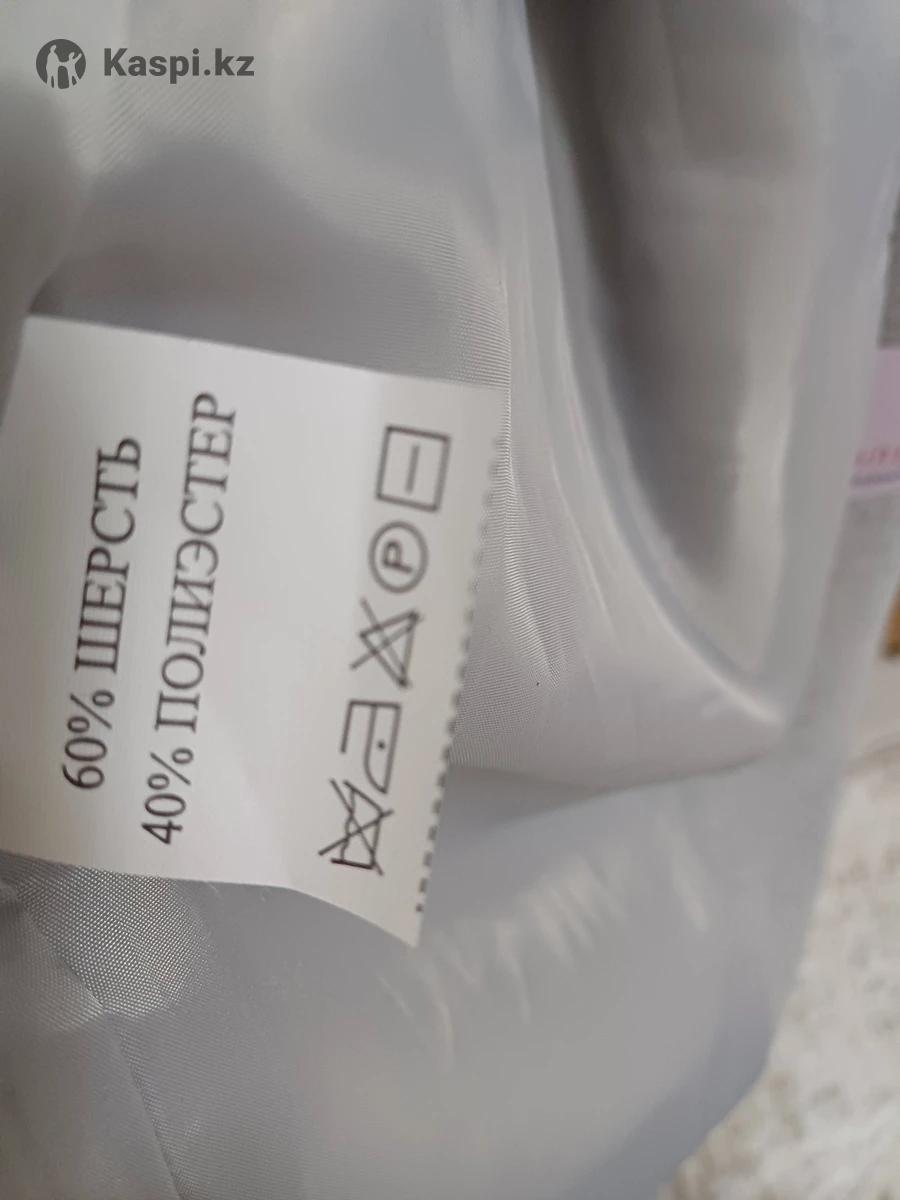 Kaspi.kz
60% ШЕРСТЬ
40% ПОЛИЭСТЕР
P